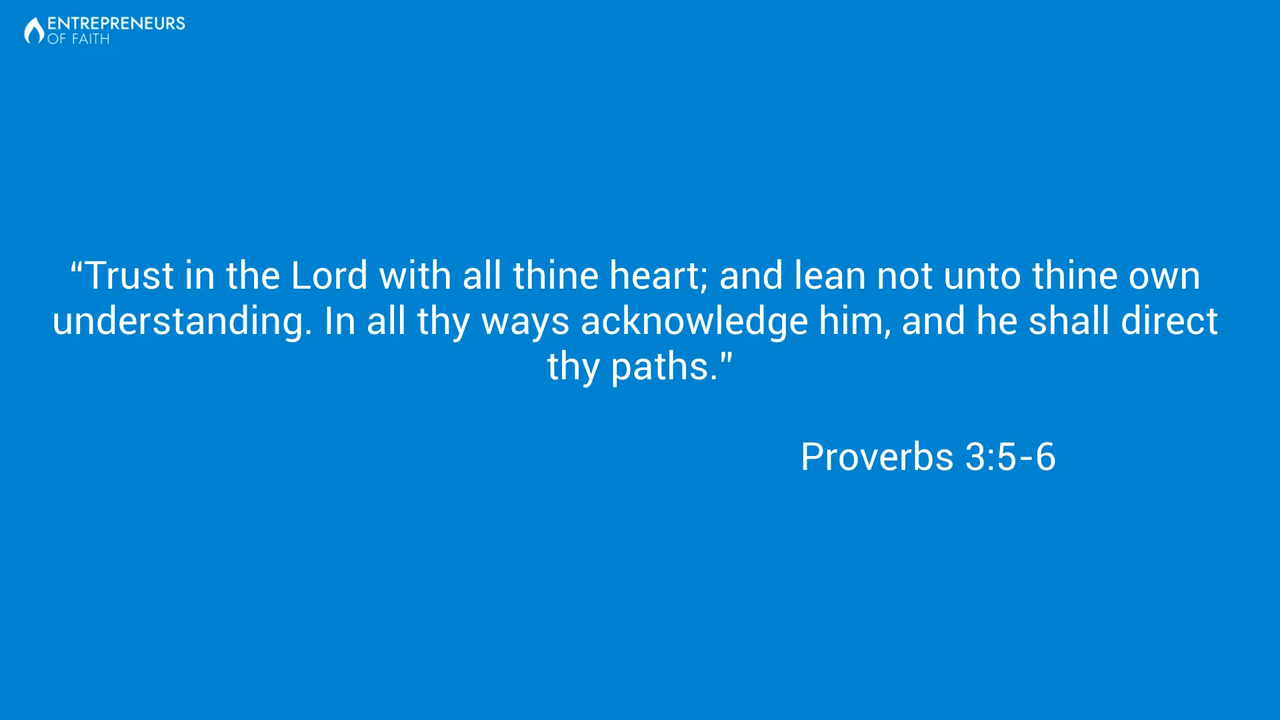 ENTREPRENEURS
OF FAITH
“Trust in the Lord with all thine heart; and lean not unto thine own
understanding. In all thy ways acknowledge him, and he shall direct
thy paths.”
Proverbs 3:5-6